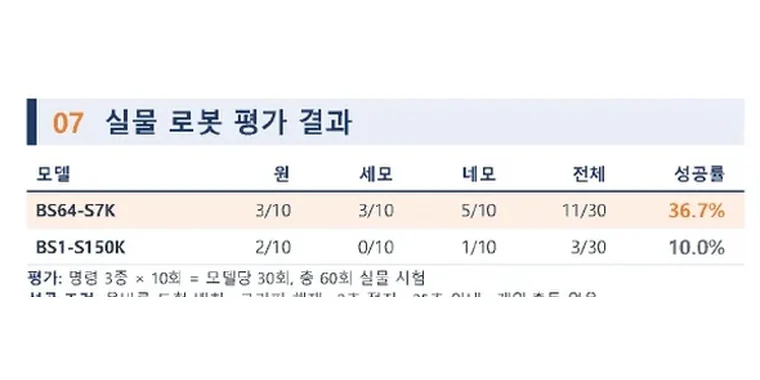 07 실물 로봇 평가 결과
모델 원 세모 네모 전체 성공률
BS64-S7K 3/10 3/10 5/10 11/30 36.7%
BS1-S150K 2/10 0/10 1/10 3/30 10.0%
평가: 명령 3종 × 10회 = 모델당 30회, 총 60회 실물 시험